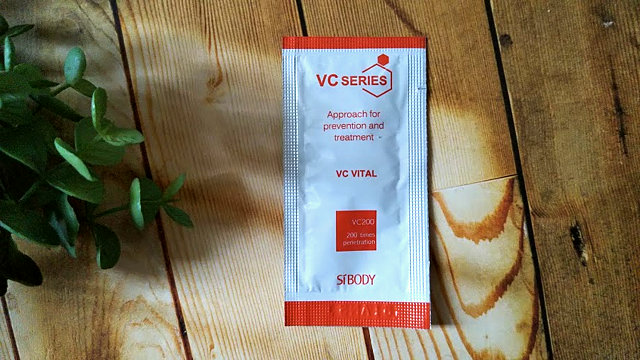 VC SERIES
Approach for
prevention and
treatment -
VC VITAL
VC200
200 times
penetration
SIBODY